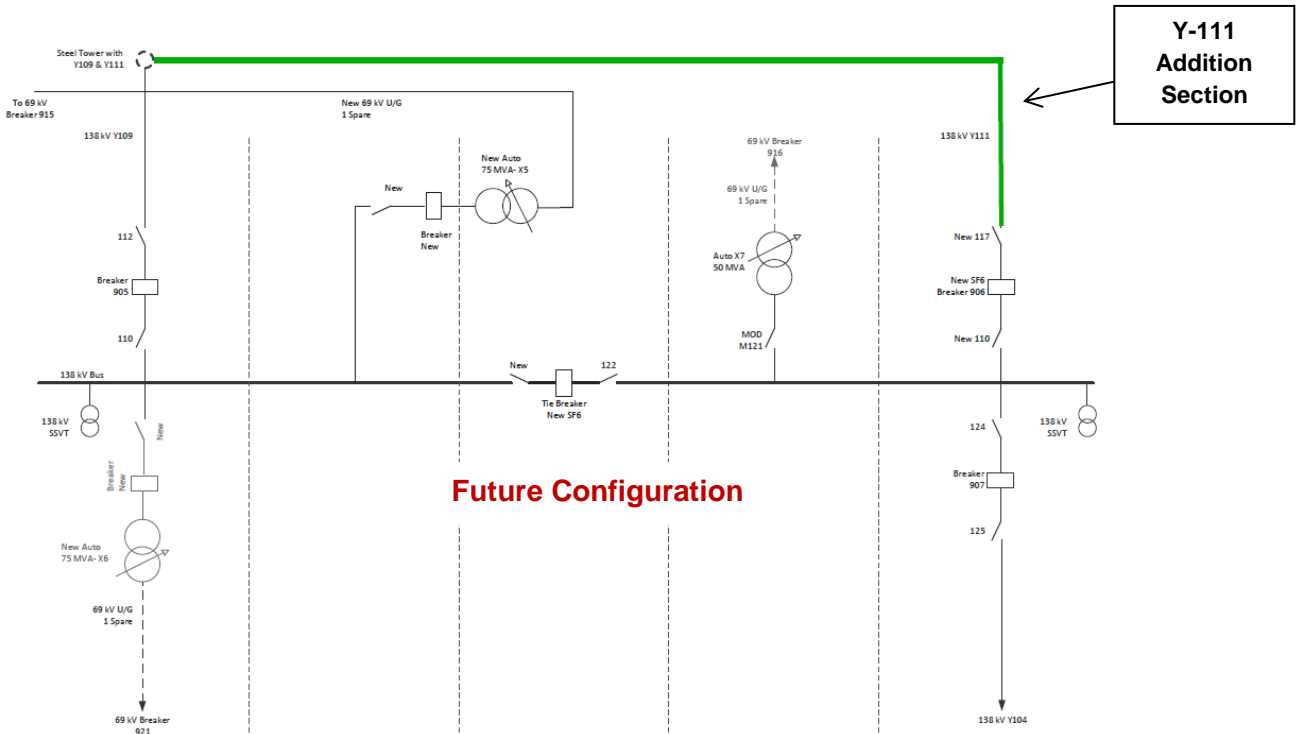 Y-111
Addition
Section
Steel Tower with
Y109 & Y111
To 69 kV
Breaker 915
New 69 kV U/G
1 Spare
138 kV Y109
138 kV Y111
69 kV Breaker
916
New Auto
75 MVA- X5
New
69 kV U/G
1 Spare
Breaker
New
112
New 117
Auto X7
50 MVA
Breaker
905
New SF6
Breaker 906
110
MOD
M121
New 110
138 kV Bus
New
122
Tie Breaker
New SF6
138 kV
SSVT
New
124
138 kV
SSVT
Breaker
New
Breaker
907
Future Configuration
125
New Auto
75 MVA- X6
69 kV U/G
1 Spare
69 kV Breaker
921
138 kV Y104